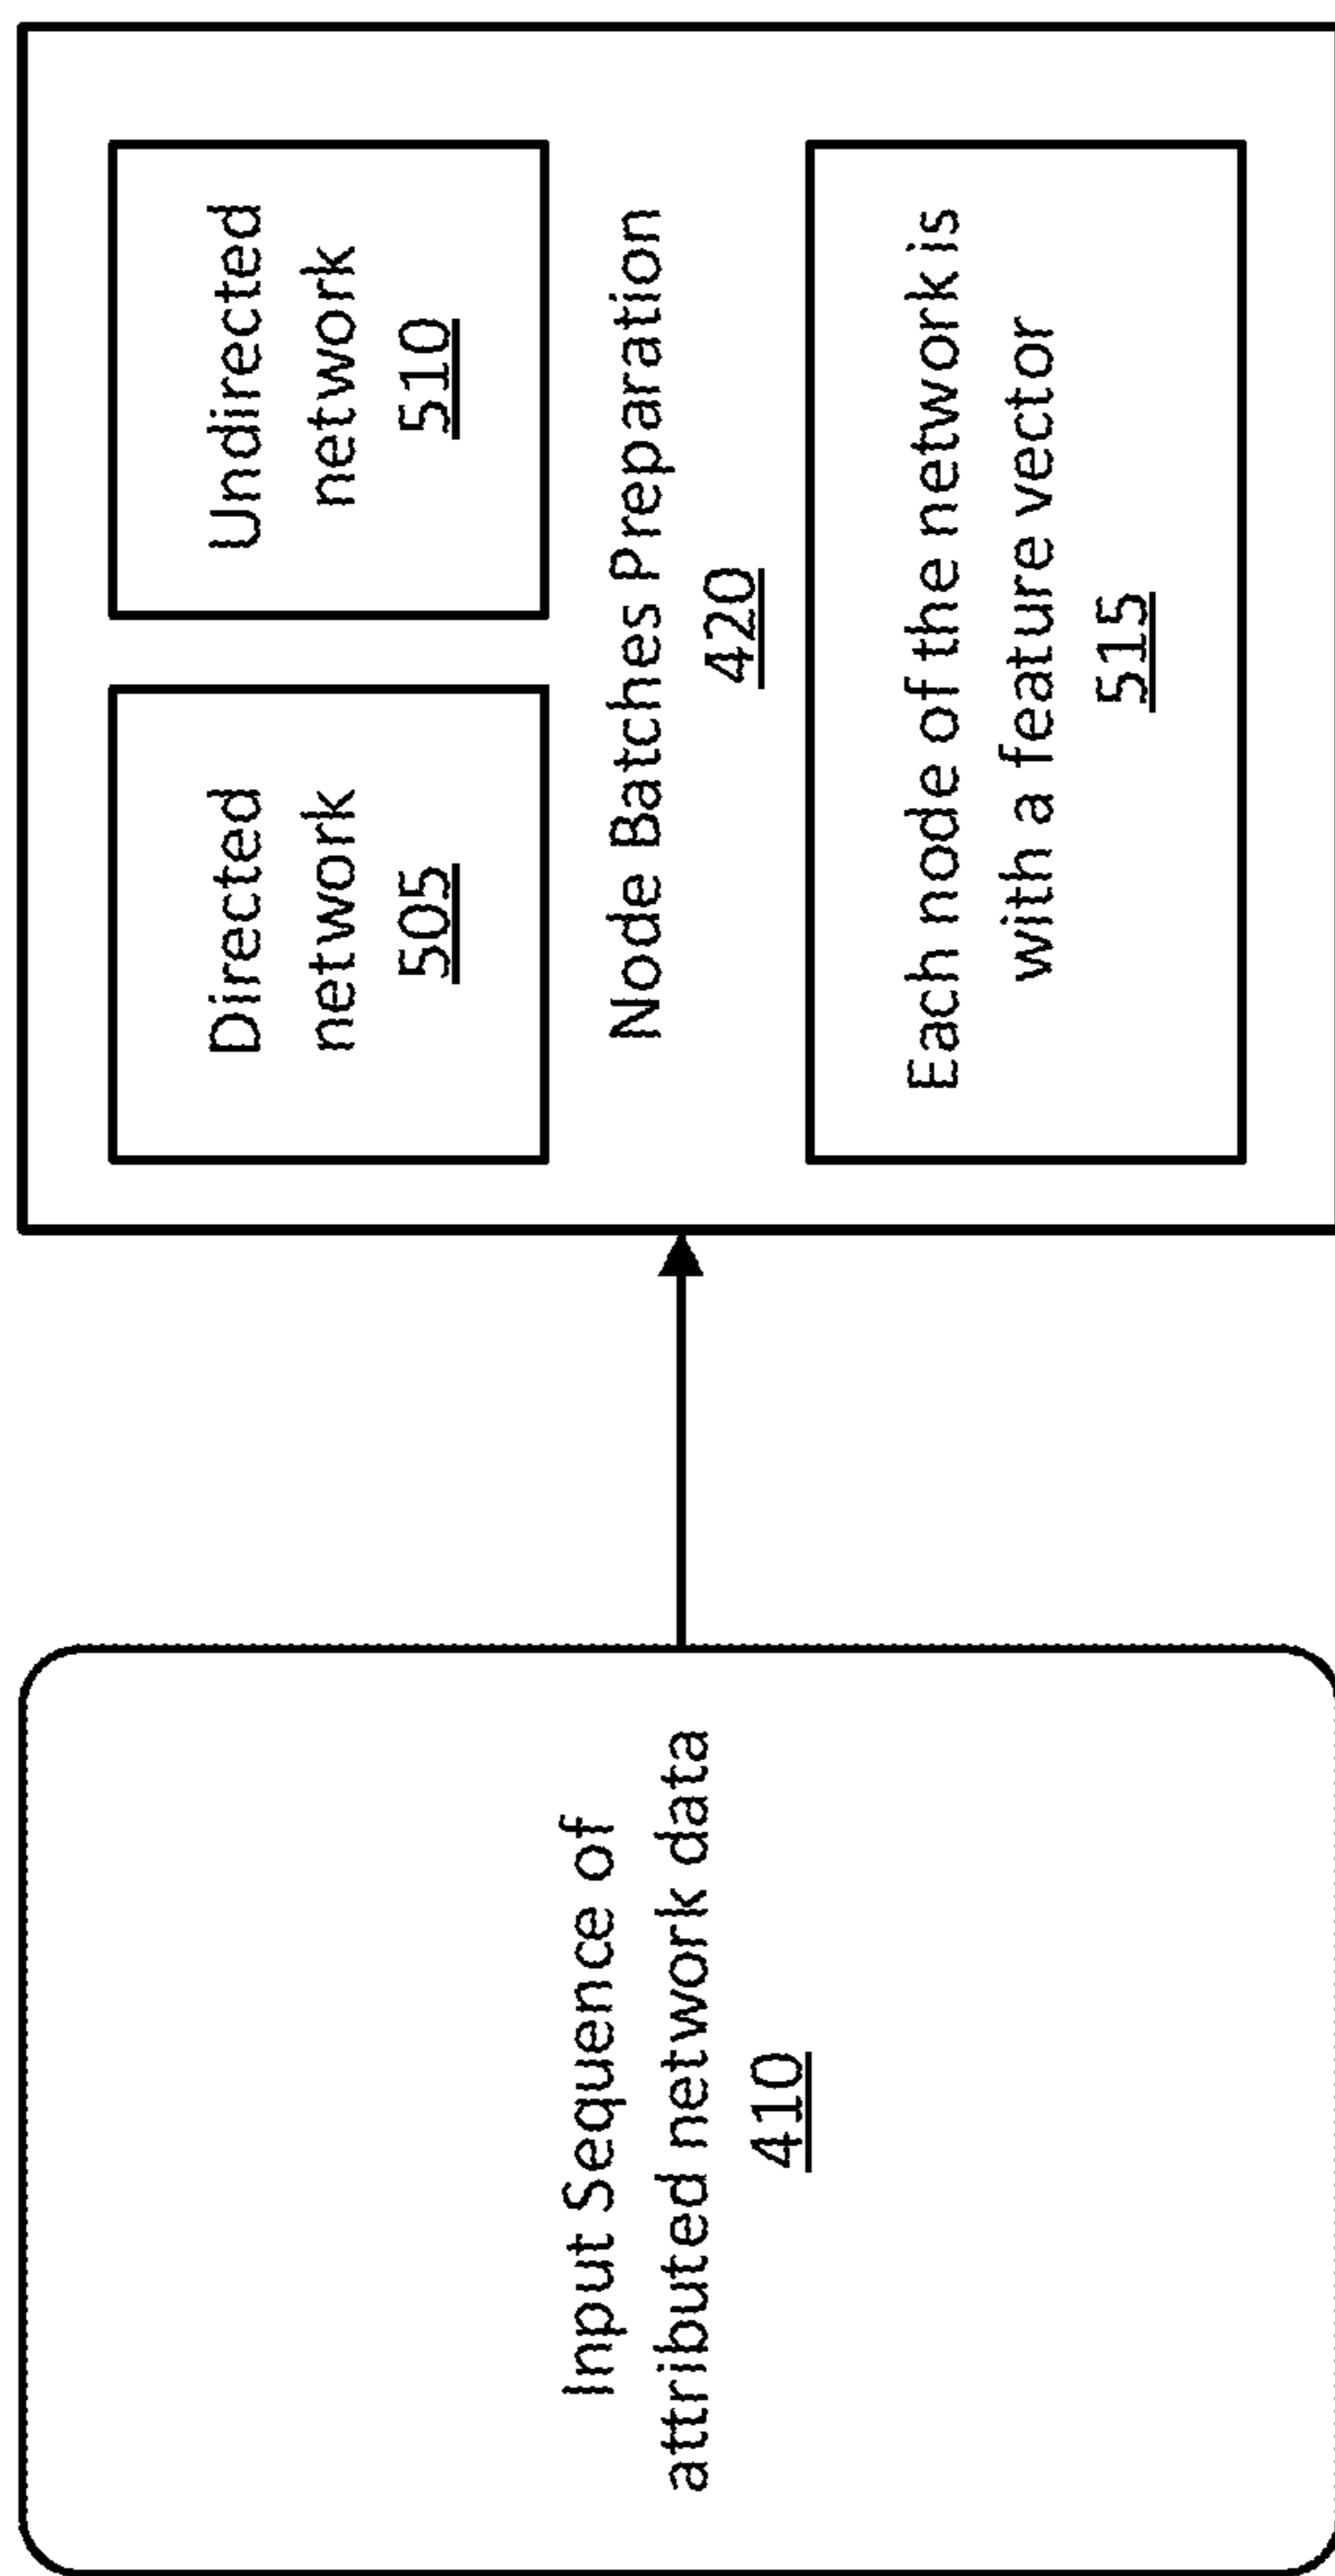 Input Sequence of
attributed network data
410
Directed
network
505
Undirected
network
510
Node Batches Preparation
420
Each node of the network is
with a feature vector
515